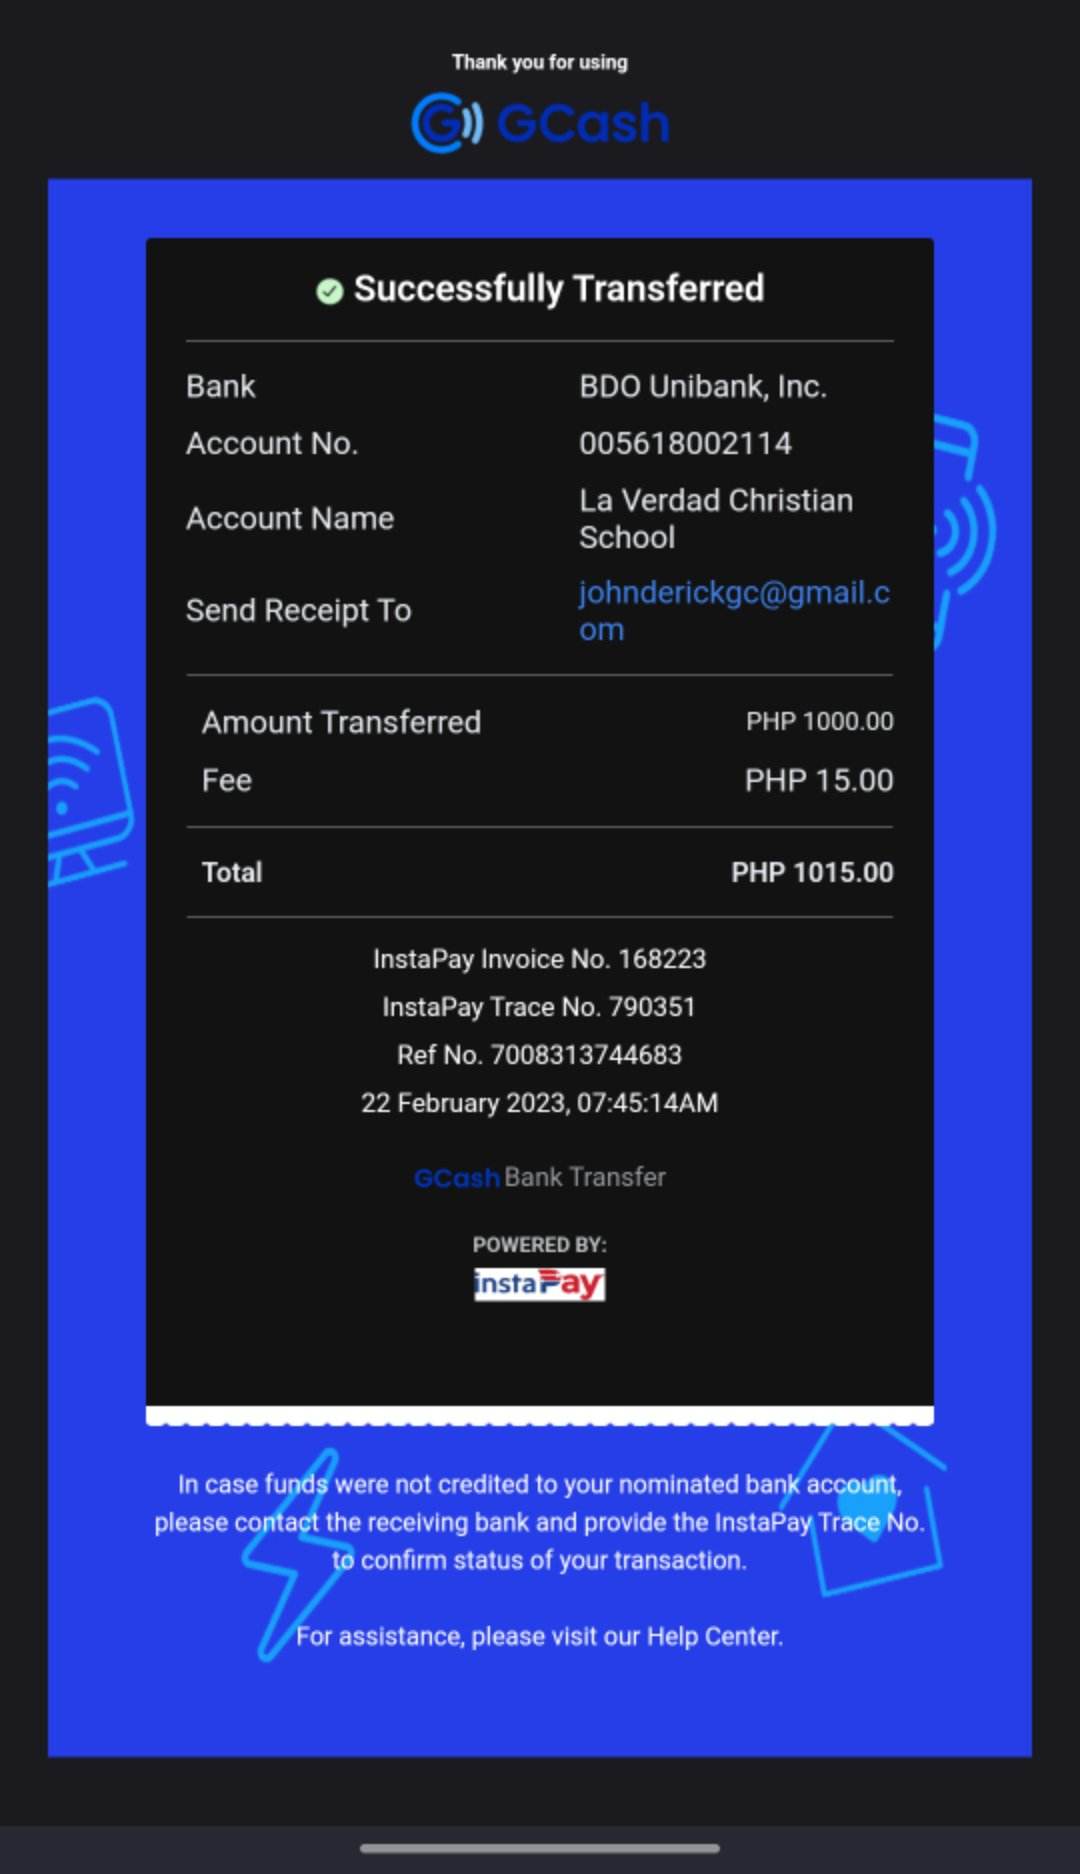 Thank you for using
GCash
Successfully Transferred
Bank BDO Unibank, Inc.
Account No. 005618002114
Account Name La Verdad Christian
School
Send Receipt To johnderickgc@gmail.c
om
Amount Transferred PHP 1000.00
Fee PHP 15.00
Total PHP 1015.00
InstaPay Invoice No. 168223
InstaPay Trace No. 790351
Ref No. 7008313744683
22 February 2023, 07:45:14AM
GCash Bank Transfer
POWERED BY:
instaPay
In case funds were not credited to your nominated bank account,
please contact the receiving bank and provide the InstaPay Trace No.
to confirm status of your transaction.
For assistance, please visit our Help Center.